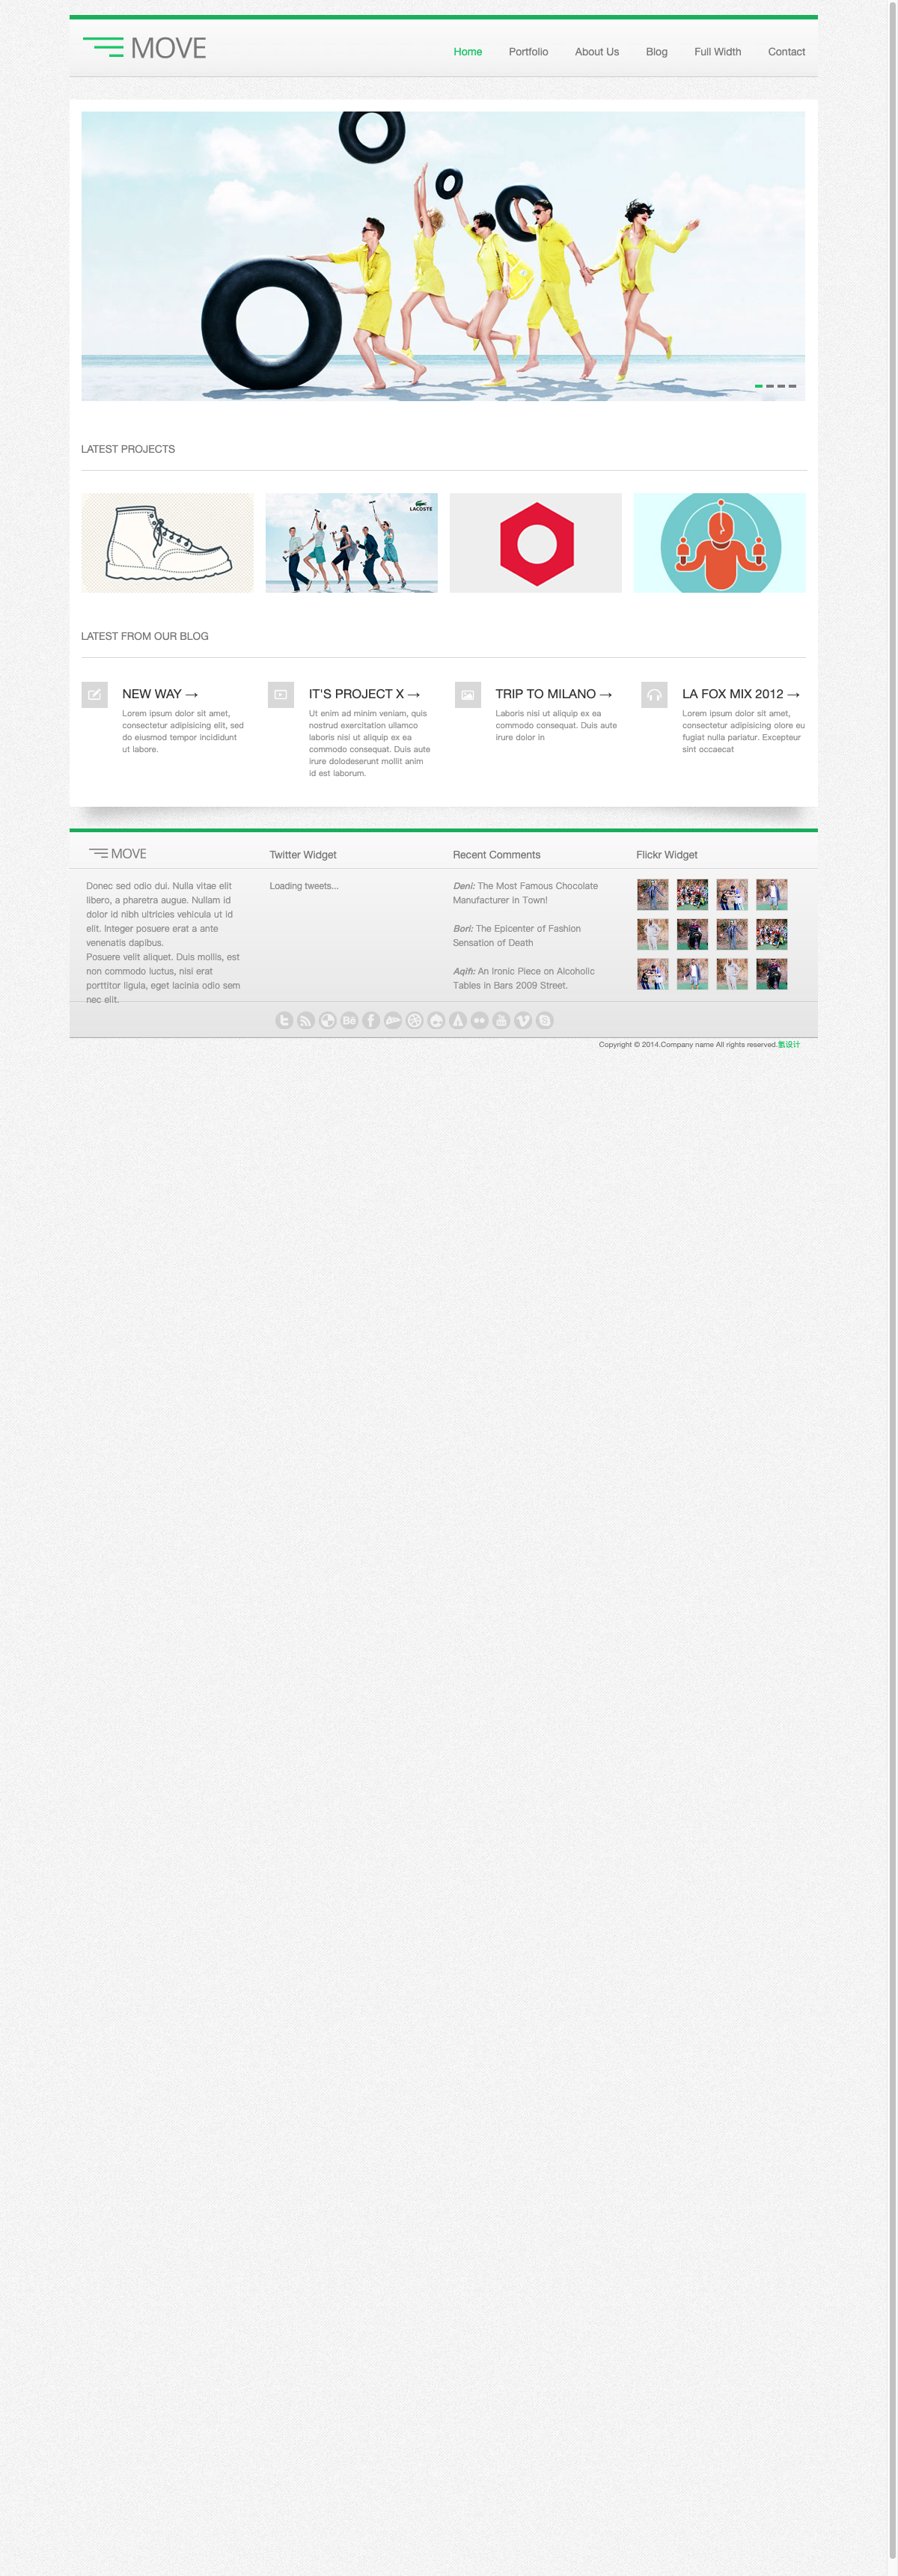 MOVE
Home Portfolio About Us Blog Full Width Contact
LATEST PROJECTS
LACOSTE
LATEST FROM OUR BLOG
NEW WAY →
Lorem ipsum dolor sit amet,
consectetur adipisicing elit, sed
do eiusmod tempor incididunt
ut labore.
IT'S PROJECT X →
Ut enim ad minim veniam, quis
nostrud exercitation ullamco
laboris nisi ut aliquip ex ea
commodo consequat. Duis aute
irure dolodeserunt mollit anim
id est laborum.
TRIP TO MILANO →
Laboris nisi ut aliquip ex ea
commodo consequat. Duis aute
irure dolor in
LA FOX MIX 2012 →
Lorem ipsum dolor sit amet,
consectetur adipisicing olore eu
fugiat nulla pariatur. Excepteur
sint occaecat
MOVE
Donec sed odio dui. Nulla vitae elit
libero, a pharetra augue. Nullam id
dolor id nibh ultricies vehicula ut id
elit. Integer posuere erat a ante
venenatis dapibus.
Posuere velit aliquet. Duis mollis, est
non commodo luctus, nisi erat
porttitor ligula, eget lacinia odio sem
nec elit.
Twitter Widget
Loading tweets...
Recent Comments
Deni: The Most Famous Chocolate
Manufacturer in Town!
Bori: The Epicenter of Fashion
Sensation of Death
Aqifi: An Ironic Piece on Alcoholic
Tables in Bars 2009 Street.
Flickr Widget
Copyright © 2014.Company name All rights reserved.氢设计